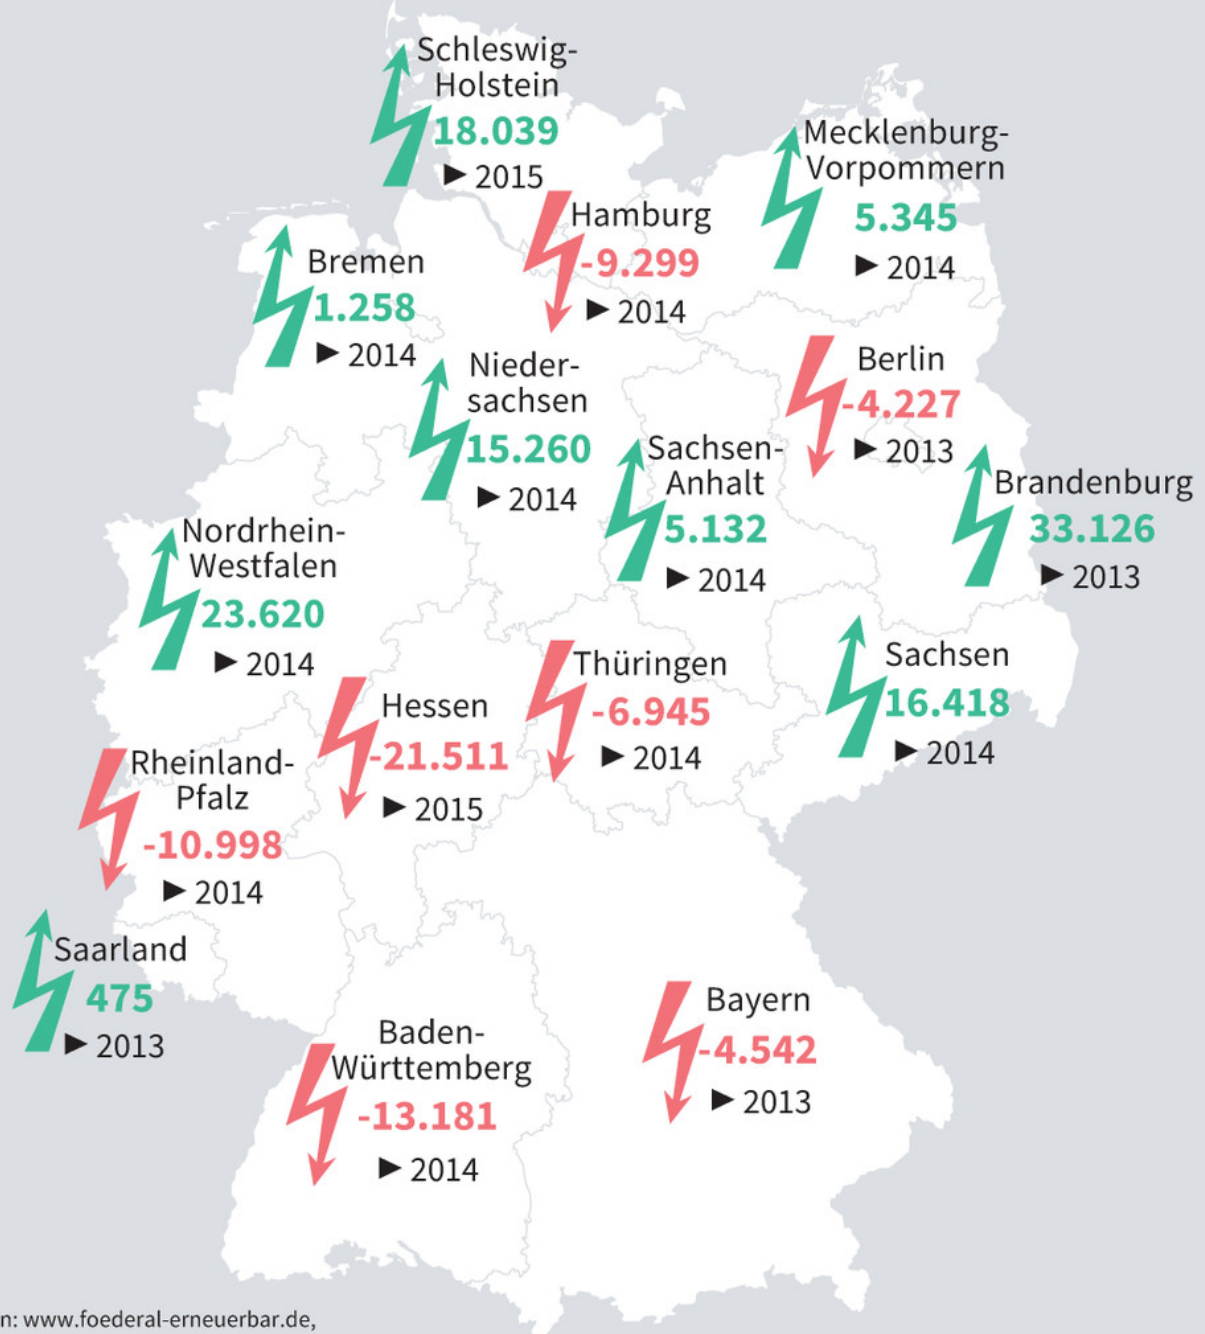 Schleswig-
Holstein
18.039
► 2015
Mecklenburg-
Vorpommern
5.345
► 2014
Hamburg
-9.299
► 2014
Bremen
1.258
► 2014
Nieder-
sachsen
15.260
► 2014
Berlin
-4.227
► 2013
Sachsen-
Anhalt
5.132
► 2014
Brandenburg
33.126
► 2013
Nordrhein-
Westfalen
23.620
► 2014
Thüringen
-6.945
► 2014
Sachsen
16.418
► 2014
Hessen
-21.511
► 2015
Rheinland-
Pfalz
-10.998
► 2014
Saarland
475
► 2013
Baden-
Württemberg
-13.181
► 2014
Bayern
-4.542
► 2013
n: www.foederal-erneuerbar.de,